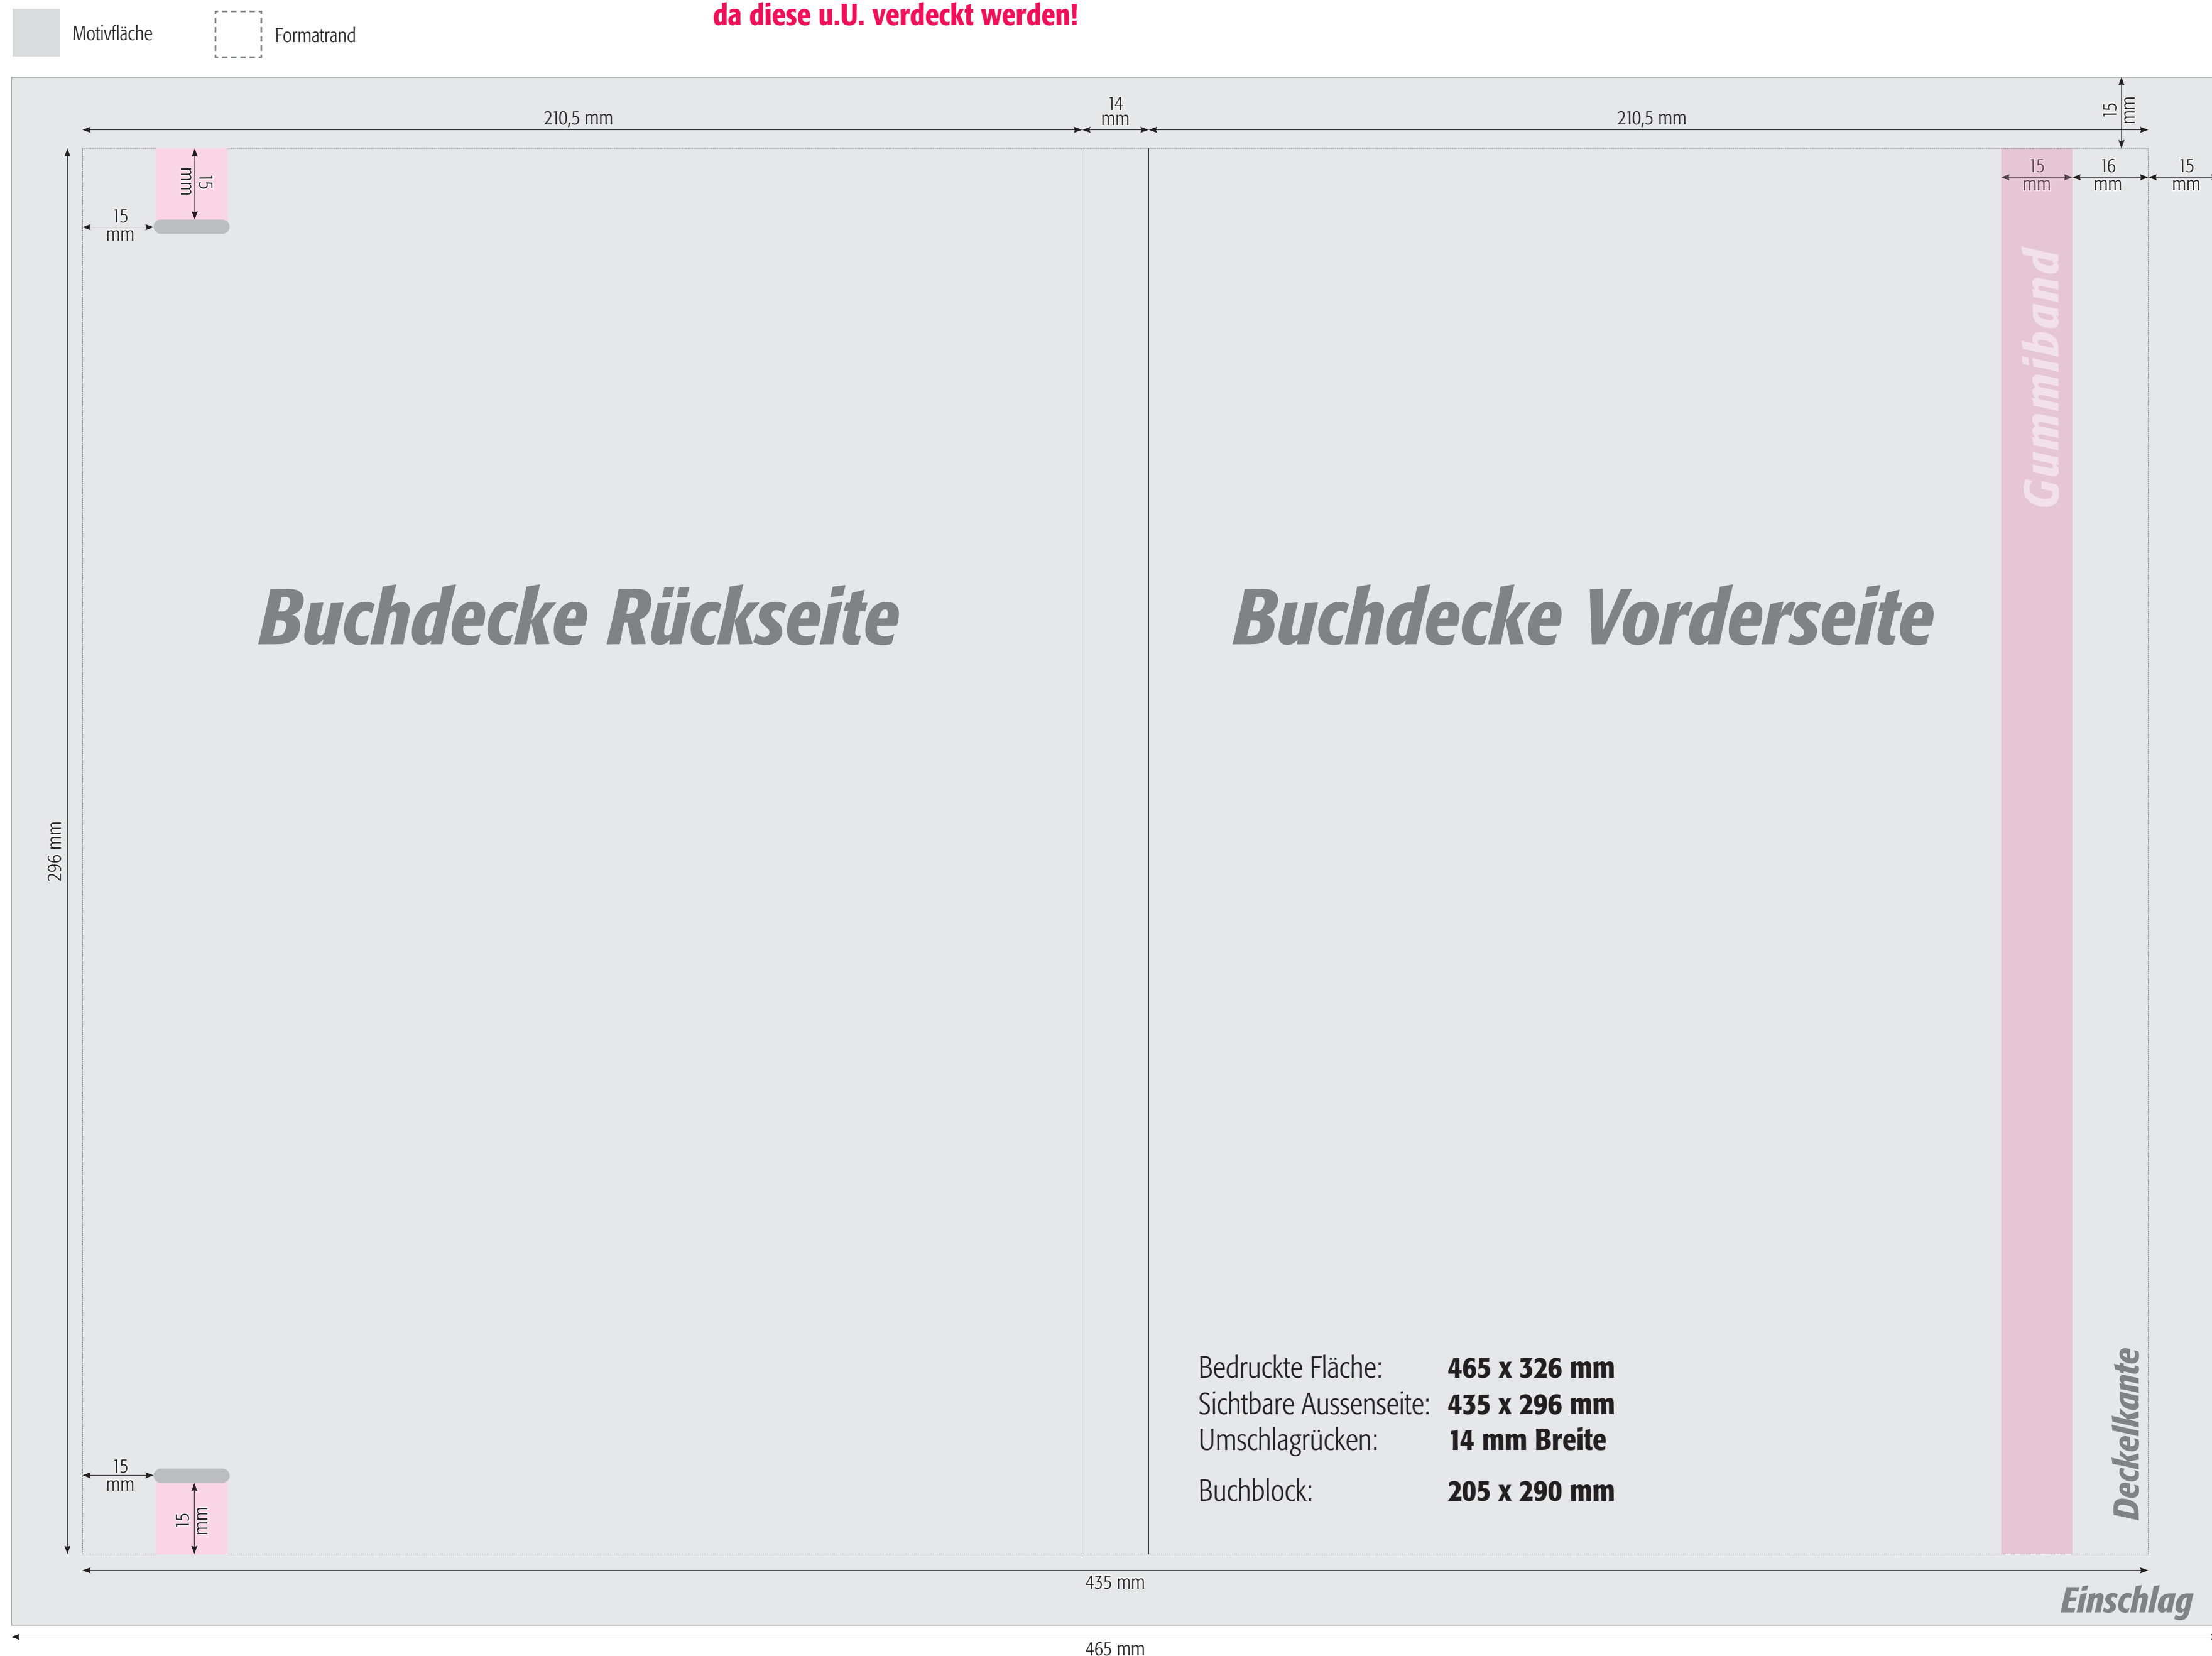 da diese u.U. verdeckt werden!
Motivfläche
Formatrand
14
mm
210,5 mm
210,5 mm
15
mm
15
mm
15
mm
15
mm
16
mm
15
mm
Gummiband
Buchdecke Rückseite
Buchdecke Vorderseite
296 mm
Bedruckte Fläche: 465 x 326 mm
Sichtbare Aussenseite: 435 x 296 mm
Umschlagrücken: 14 mm Breite
Buchblock: 205 x 290 mm
Deckelkante
15
mm
15
mm
435 mm
Einschlag
465 mm